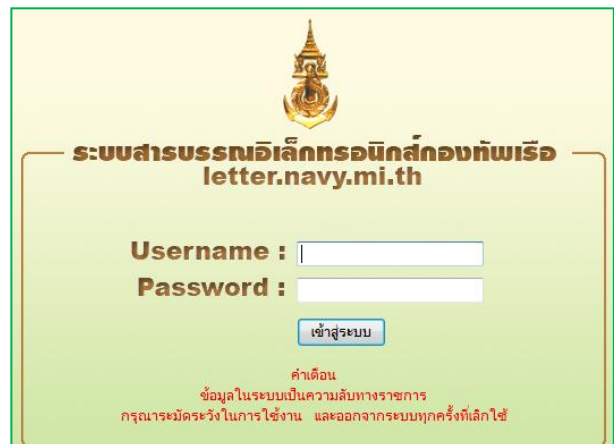 ระบบสารบรรณอิเล็กทรอนิกส์กองทัพเรือ
letter.navy.mi.th
Username :
Password :
เข้าสู่ระบบ
คำเตือน
ข้อมูลในระบบเป็นความลับทางราชการ
กรุณาระมัดระวังในการใช้งาน และออกจากระบบทุกครั้งที่เลิกใช้